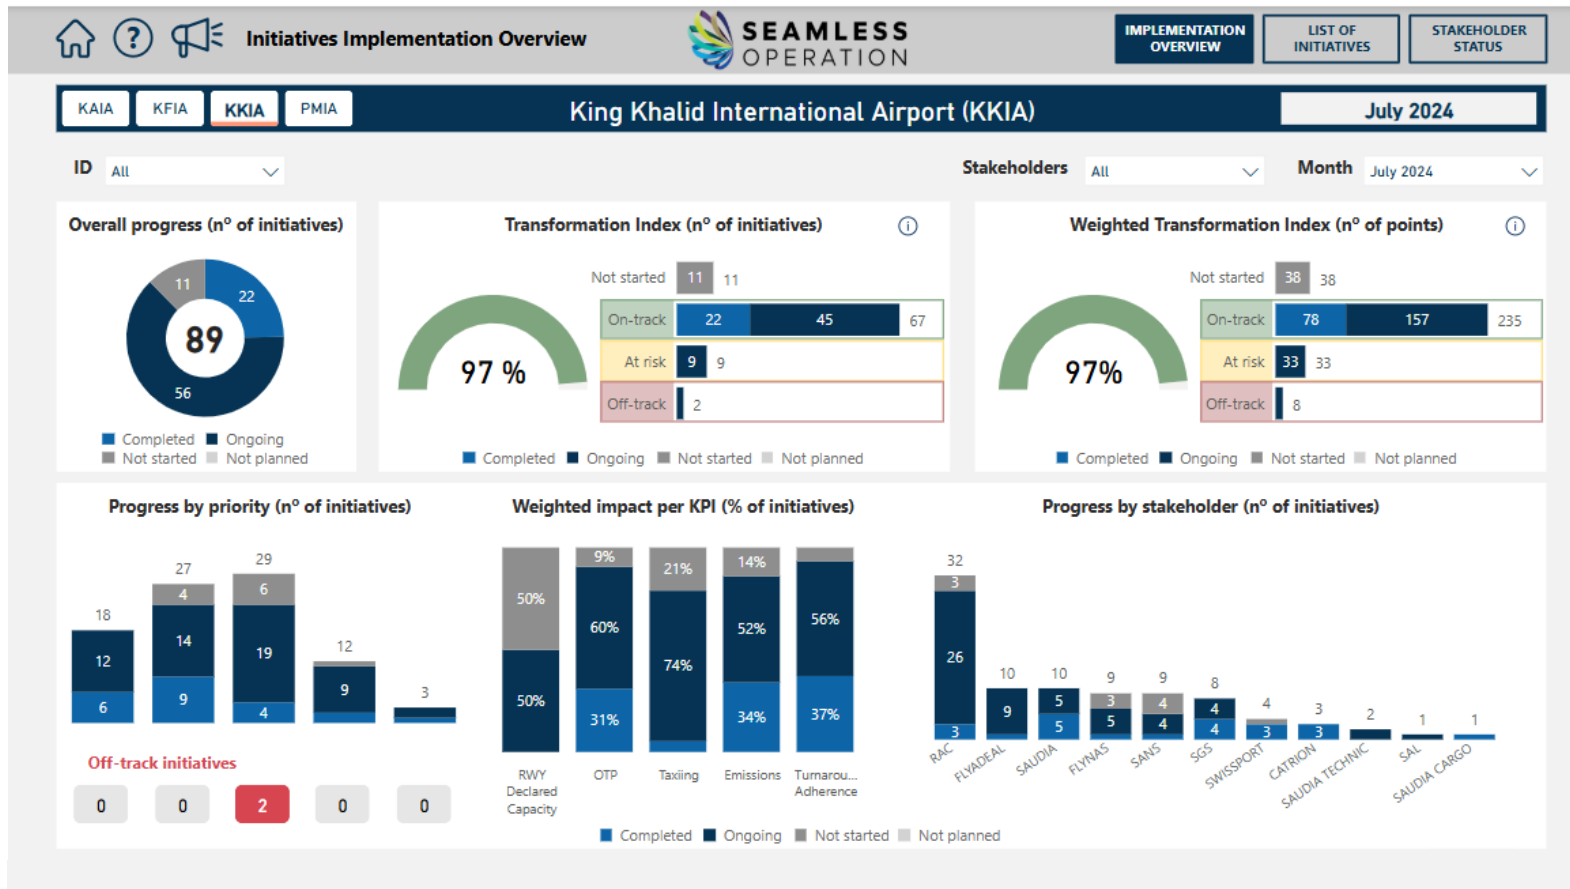 Initiatives Implementation Overview
SEAMLESS
OPERATION
IMPLEMENTATION
OVERVIEW
LIST OF
INITIATIVES
STAKEHOLDER
STATUS
KAIA
KFIA
KKIA
PMIA
King Khalid International Airport (KKIA)
July 2024
ID
All
Stakeholders
All
Month
July 2024
Overall progress (nº of initiatives)
11
22
89
56
Completed
Ongoing
Not started
Not planned
Transformation Index (nº of initiatives)
97 %
Not started 11 11
On-track 22 45 67
At risk 9 9
Off-track 2
Completed Ongoing Not started Not planned
Weighted Transformation Index (nº of points)
97%
Not started 38 38
On-track 78 157 235
At risk 33 33
Off-track 8
Completed Ongoing Not started Not planned
Progress by priority (nº of initiatives)
18
12
6
27
4
14
9
29
6
19
4
12
9
3
Off-track initiatives
0 0 2 0 0
Weighted impact per KPI (% of initiatives)
50%
50%
9%
60%
31%
21%
74%
14%
52%
34%
56%
37%
RWY
Declared
Capacity
OTP
Taxiing
Emissions
Turnarou...
Adherence
Completed Ongoing Not started Not planned
Progress by stakeholder (nº of initiatives)
32
3
26
3
10
9
10
5
5
9
3
5
9
4
4
8
4
4
4
3
3
3
2
1
1
RAC
FLYADEAL
SAUDIA
FLYNAS
SANS
SGS
SWISSPORT
CATRION
SAUDIA TECHNIC
SAL
SAUDIA CARGO